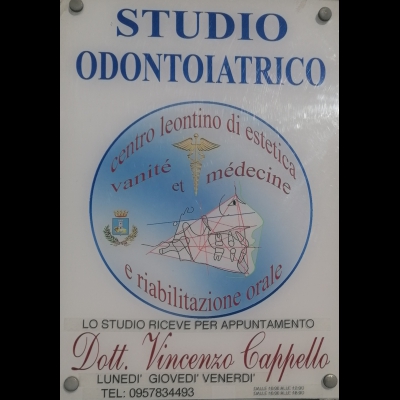 STUDIO
ODONTOIATRICO
centro leontino di estetica
vanité et médecine
e riabilitazione orale
LO STUDIO RICEVE PER APPUNTAMENTO
Dott. Vincenzo Cappello
LUNEDI' GIOVEDI' VENERDI'
TEL: 0957834493